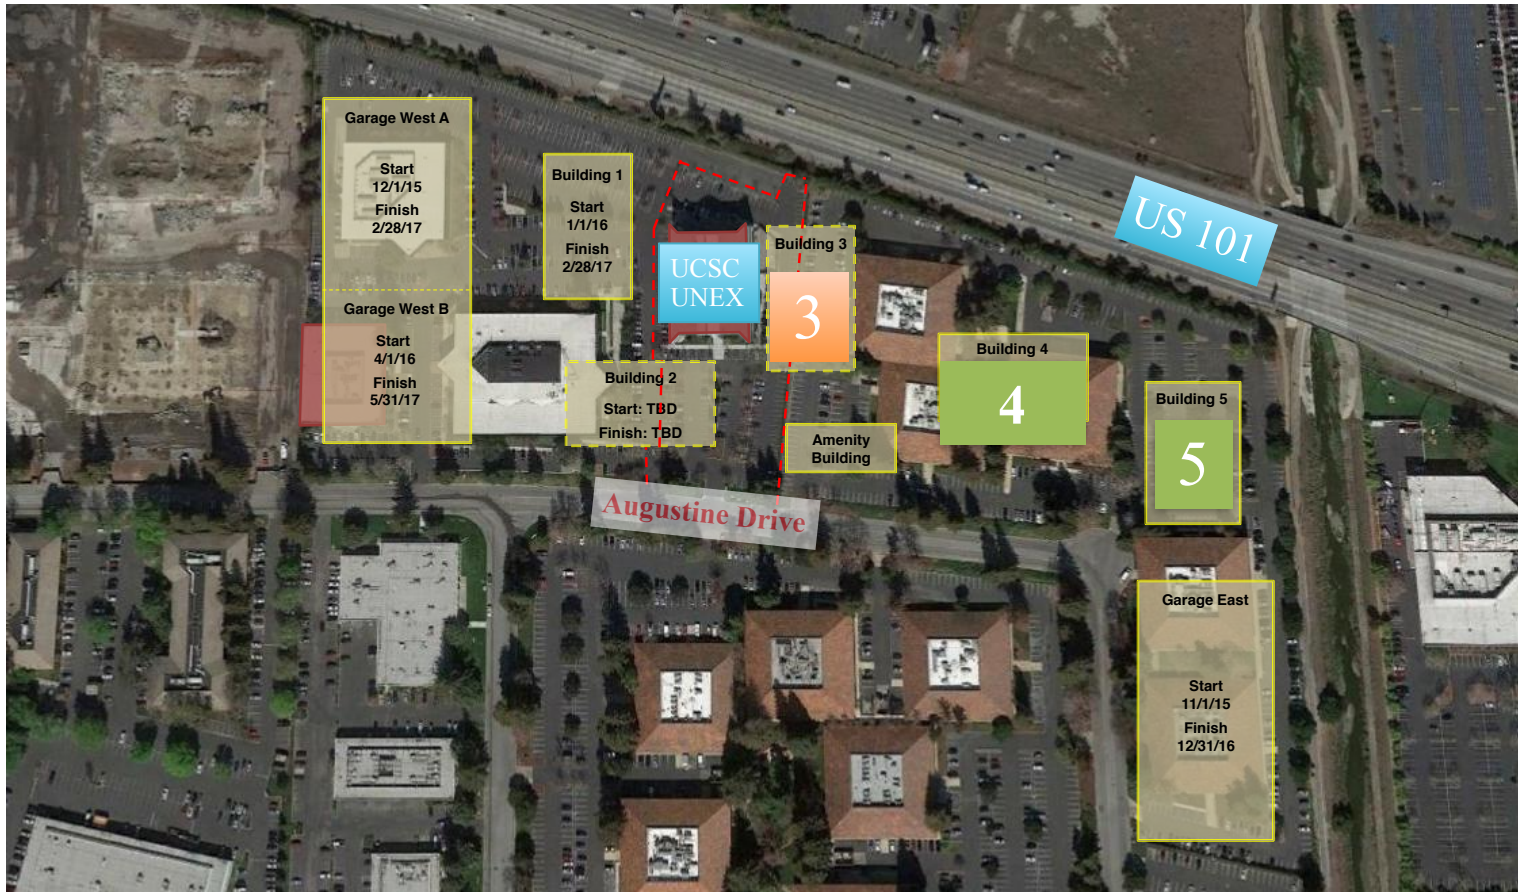 Garage West A
Start
12/1/15
Finish
2/28/17
Garage West B
Start
4/1/16
Finish
5/31/17
Building 1
Start
1/1/16
Finish
2/28/17
Building 2
Start: TBD
Finish: TBD
UCSC
UNEX
Building 3
3
US 101
Building 4
4
Amenity
Building
Building 5
5
Augustine Drive
Garage East
Start
11/1/15
Finish
12/31/16